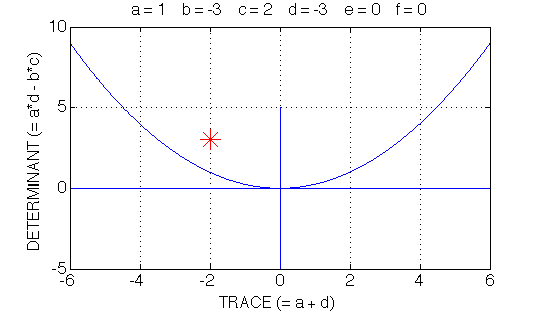 a = 1 b = -3 c = 2 d = -3 e = 0 f = 0
10
5
0
-5
DETERMINANT (= a*d - b*c)
-6 -4 -2 0 2 4 6
TRACE (= a + d)